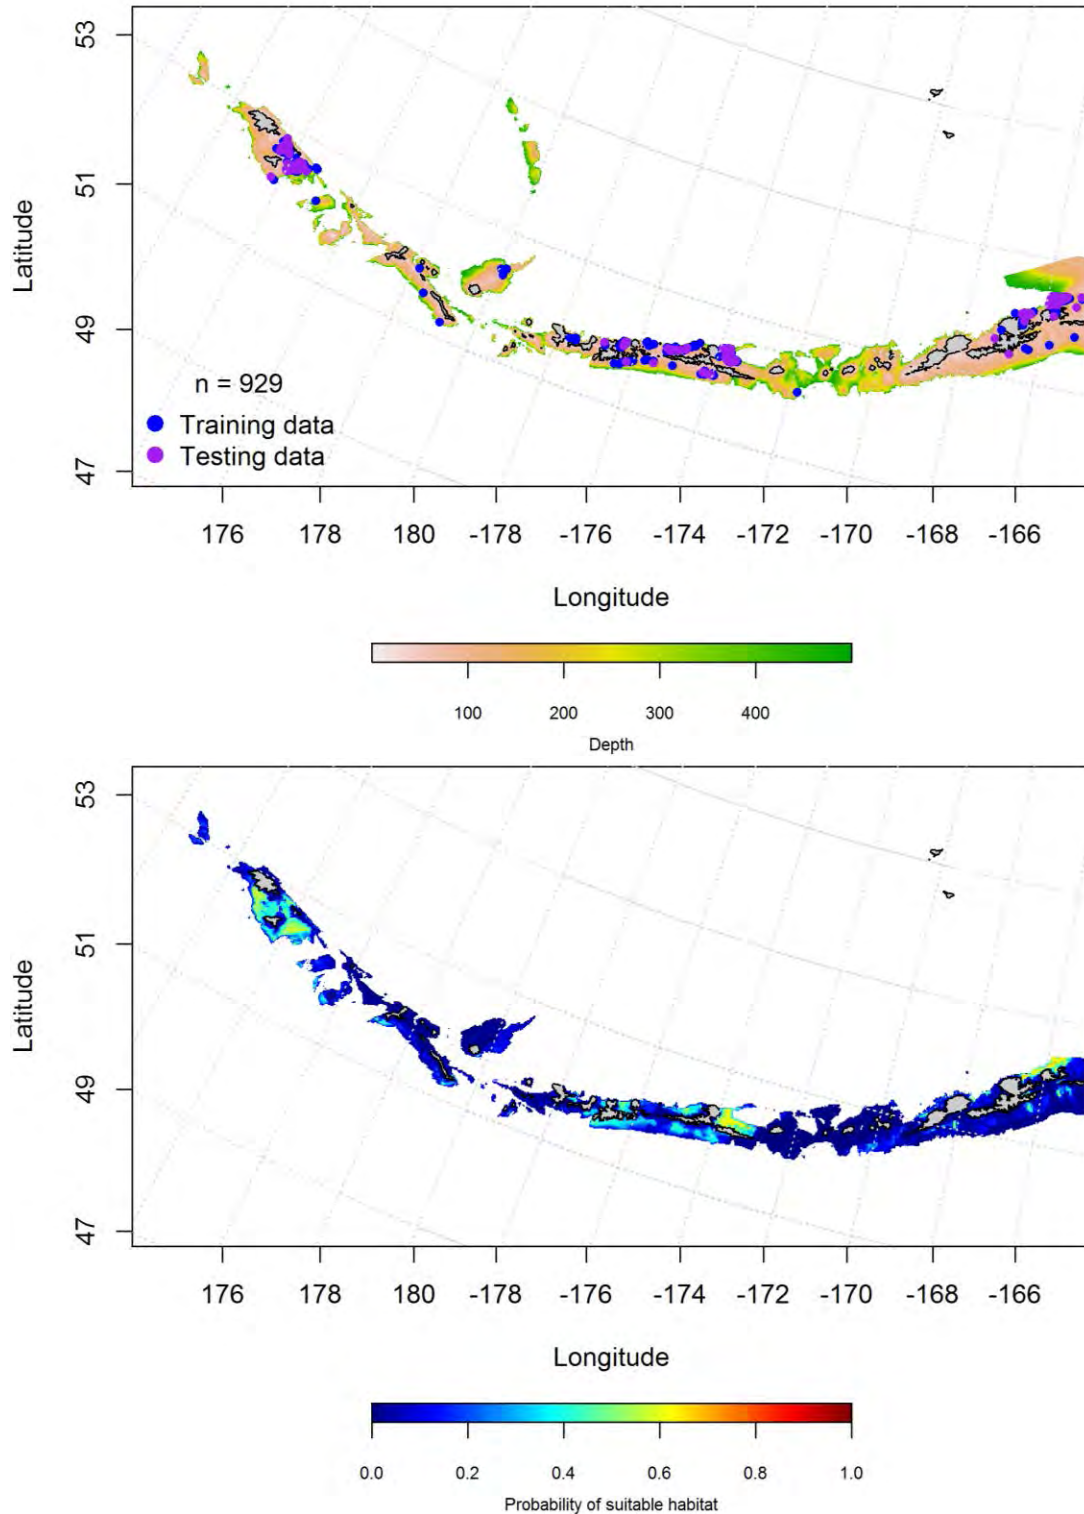 53
51
49
47
Latitude
n = 929
Training data
Testing data
176 178 180 -178 -176 -174 -172 -170 -168 -166
Longitude
100 200 300 400
Depth
53
51
49
47
Latitude
176 178 180 -178 -176 -174 -172 -170 -168 -166
Longitude
0.0 0.2 0.4 0.6 0.8 1.0
Probability of suitable habitat